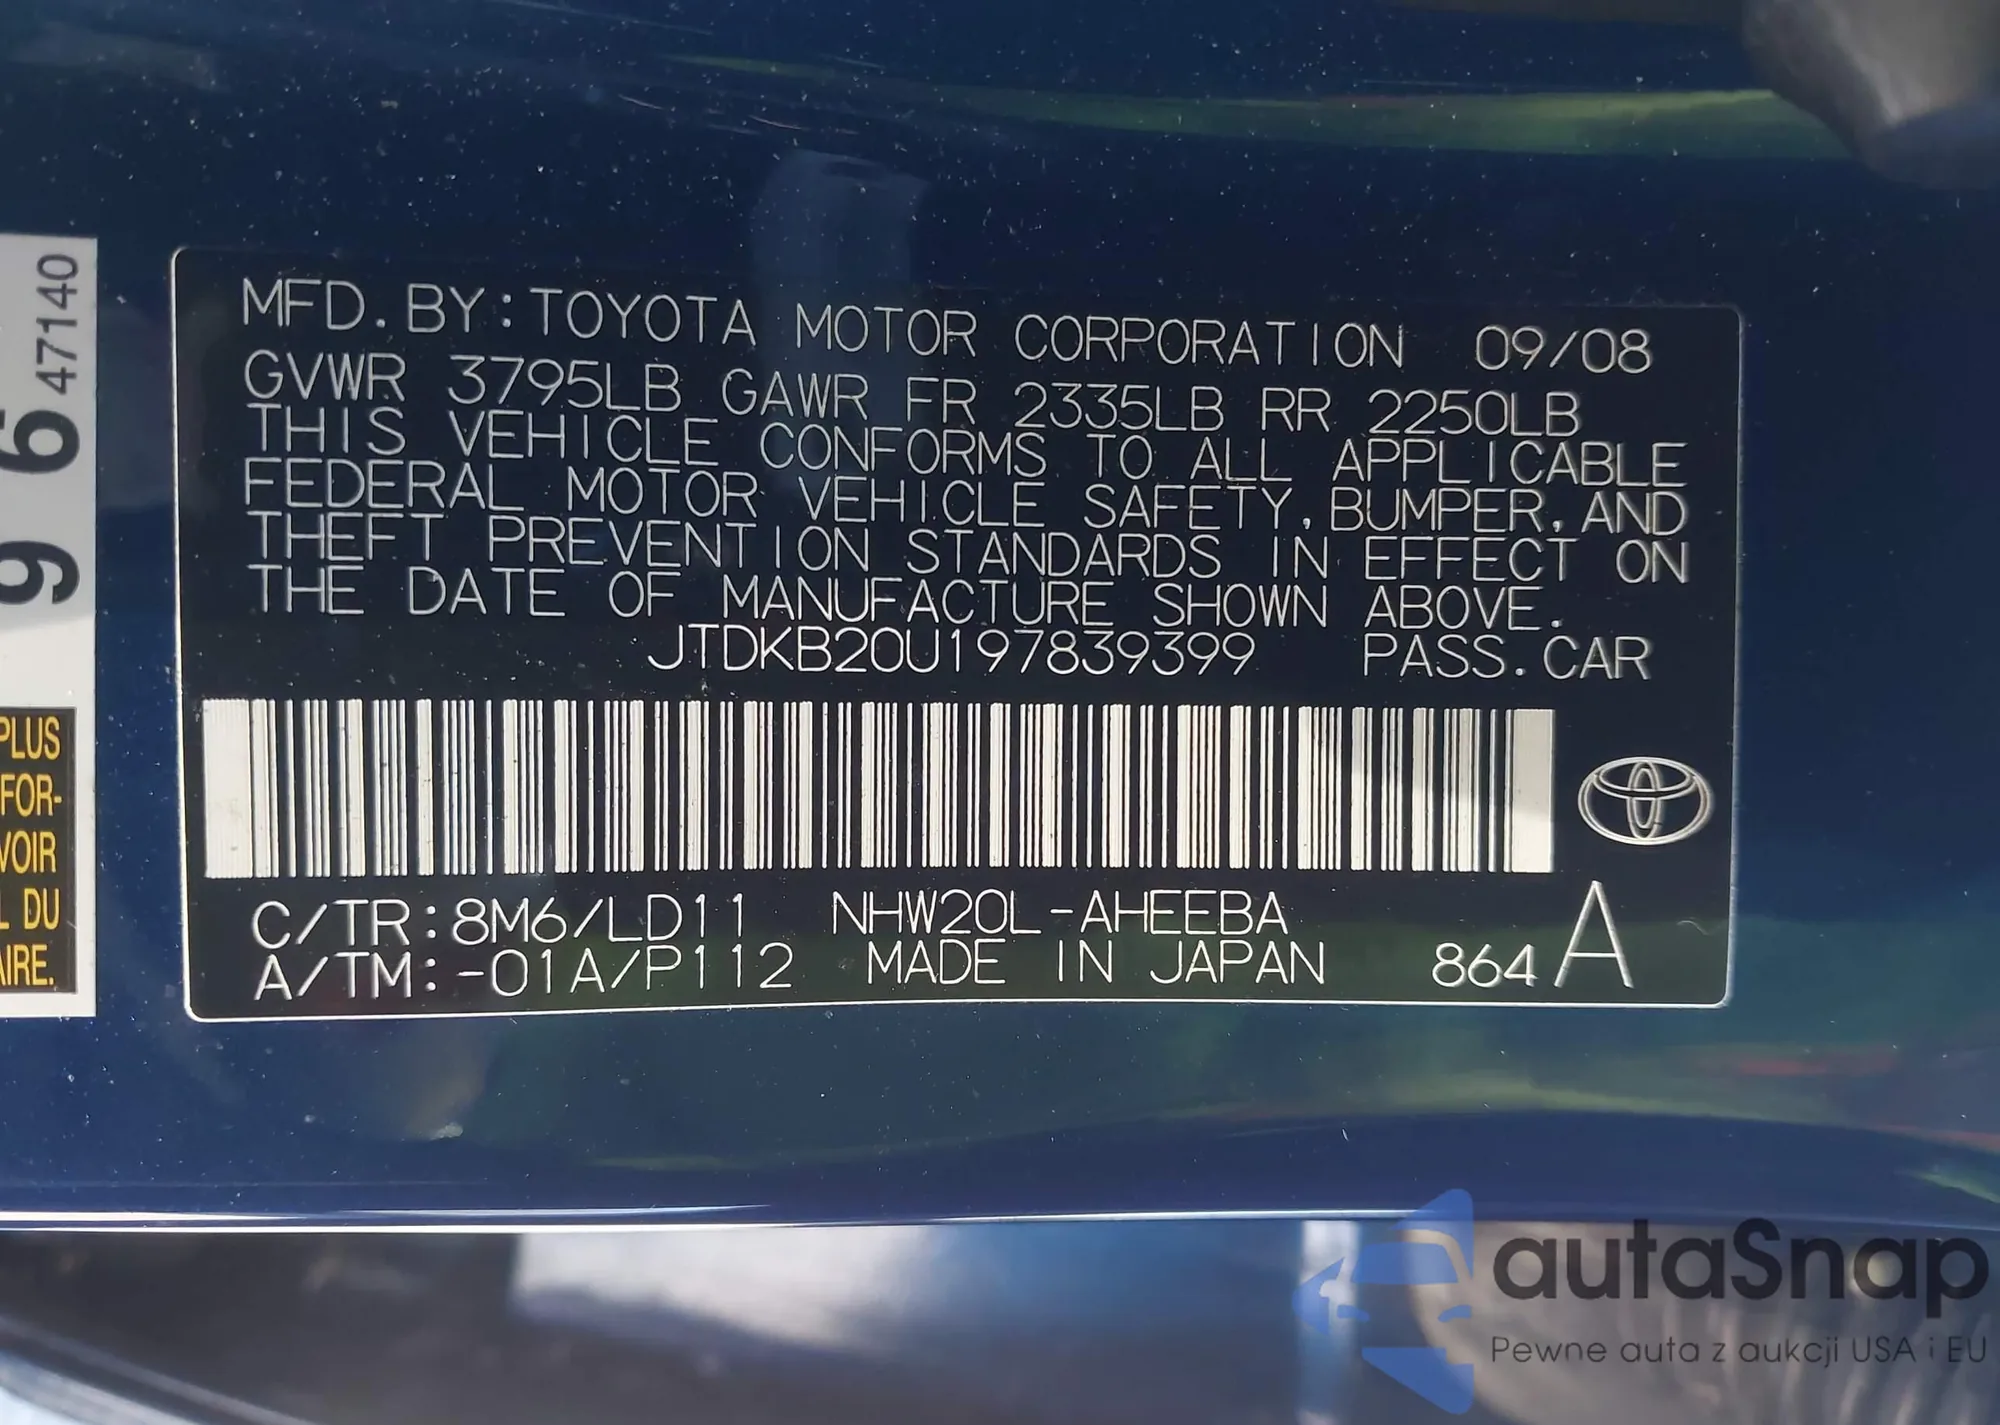 47140
9 6
PLUS
FOR-
VOIR
L DU
AIRE.
MFD. BY: TOYOTA MOTOR CORPORATION 09/08
GVWR 3795LB GAWR FR 2335LB RR 2250LB
THIS VEHICLE CONFORMS TO ALL APPLICABLE
FEDERAL MOTOR VEHICLE SAFETY, BUMPER, AND
THEFT PREVENTION STANDARDS IN EFFECT ON
THE DATE OF MANUFACTURE SHOWN ABOVE.
JTDKB20U197839399 PASS. CAR
C/TR: 8M6/LD11 NHW20L-AHEEBA
A/TM: -01A/P112 MADE IN JAPAN 864 A
autaSnap
Pewne auta z aukcji USA i EU